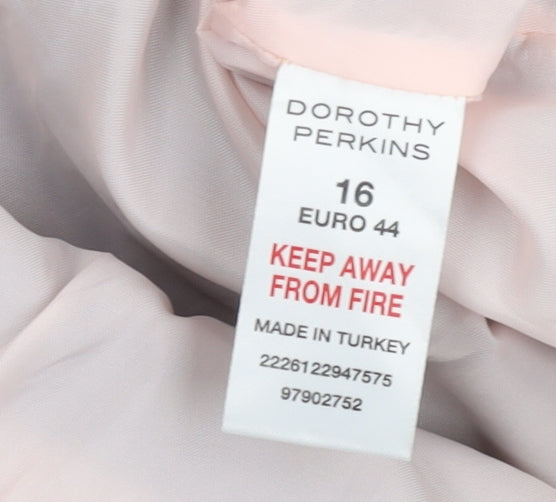 DOROTHY
PERKINS
16
EURO 44
KEEP AWAY
FROM FIRE
MADE IN TURKEY
2226122947575
97902752